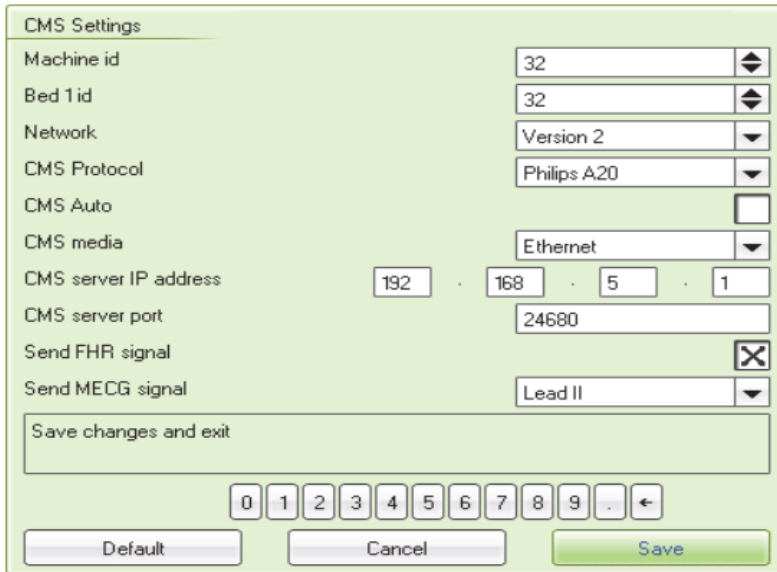 CMS Settings
Machine id 32
Bed 1 id 32
Network Version 2
CMS Protocol Philips A20
CMS Auto
CMS media Ethernet
CMS server IP address 192 . 168 . 5 . 1
CMS server port 24680
Send FHR signal
Send MECG signal Lead II
Save changes and exit
0 1 2 3 4 5 6 7 8 9 . ←
Default Cancel Save